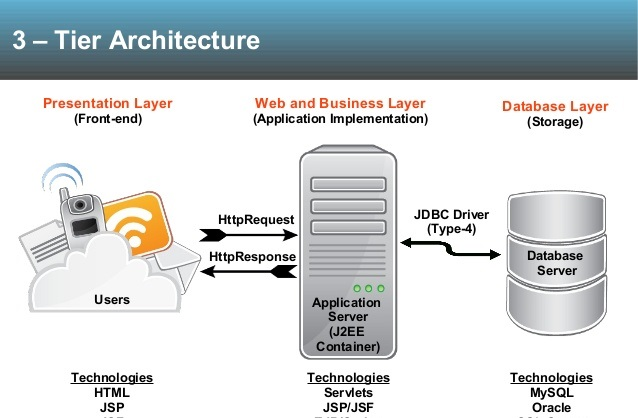 3 – Tier Architecture
Presentation Layer
(Front-end)
Web and Business Layer
(Application Implementation)
Database Layer
(Storage)
HttpRequest
HttpResponse
JDBC Driver
(Type-4)
Users
Application
Server
(J2EE
Container)
Database
Server
Technologies
HTML
JSP
Technologies
Servlets
JSP/JSF
Technologies
MySQL
Oracle